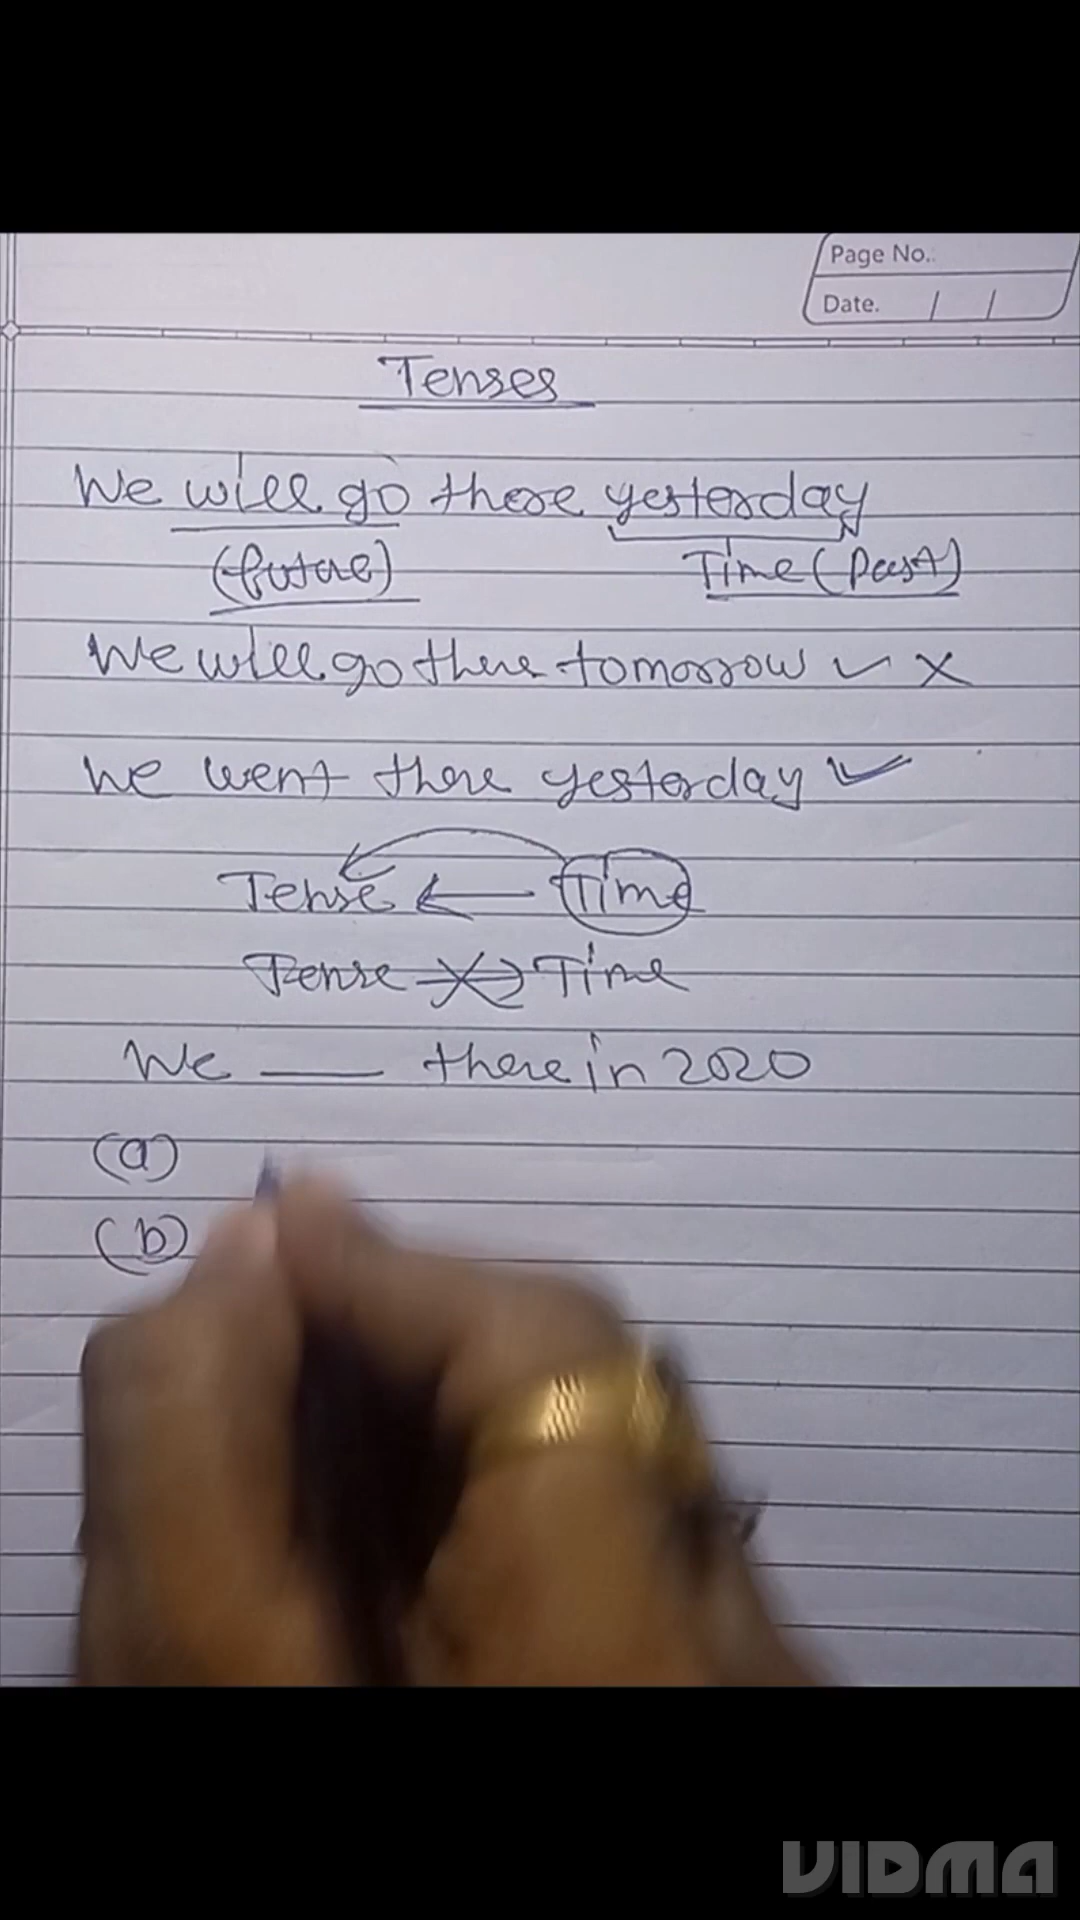 Page No.
Date. / /
Tenses
We will go there yesterday
(future) Time (Past)
We will go there tomorrow ✓ ✗
We went there yesterday ✓
Tense ← Time
Tense ✗→ Time
We ___ there in 2020
(a)
(b)
VIDMA